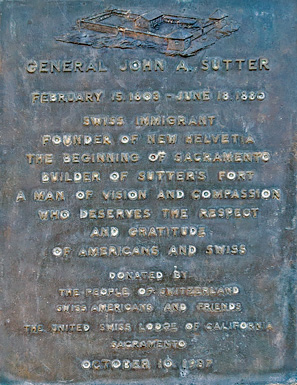 GENERAL JOHN A. SUTTER
FEBRUARY 15, 1803 - JUNE 18, 1880
SWISS IMMIGRANT
FOUNDER OF NEW HELVETIA
THE BEGINNING OF SACRAMENTO
BUILDER OF SUTTER'S FORT
A MAN OF VISION AND COMPASSION
WHO DESERVES THE RESPECT
AND GRATITUDE
OF AMERICANS AND SWISS
DONATED BY
THE PEOPLE OF SWITZERLAND
SWISS AMERICANS AND FRIENDS
THE UNITED SWISS LODGE OF CALIFORNIA
SACRAMENTO
OCTOBER 10,